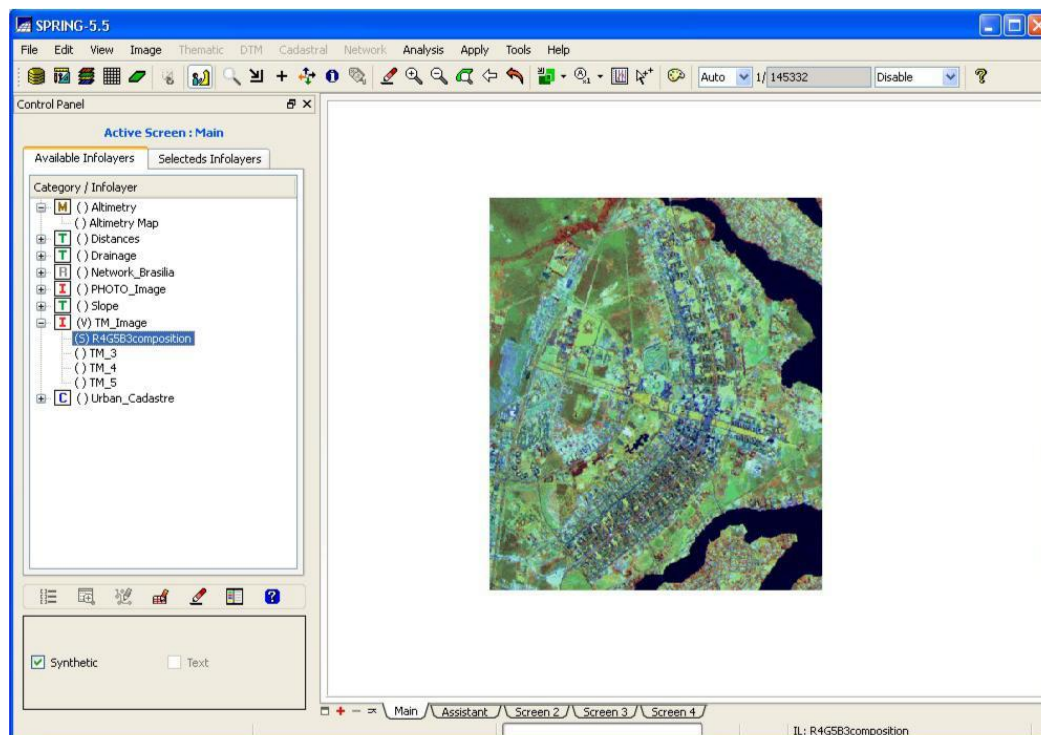 SPRING-5.5
File Edit View Image Thematic DTM Cadastral Network Analysis Apply Tools Help
Auto 1/ 145332 Disable
Control Panel
Active Screen : Main
Available Infolayers Selecteds Infolayers
Category / Infolayer
M ( ) Altimetry
( ) Altimetry Map
T ( ) Distances
T ( ) Drainage
R ( ) Network_Brasilia
I ( ) PHOTO_Image
T ( ) Slope
I (V) TM_Image
(S) R4G5B3composition
( ) TM_3
( ) TM_4
( ) TM_5
C ( ) Urban_Cadastre
Synthetic Text
Main Assistant Screen 2 Screen 3 Screen 4
IL: R4G5B3composition